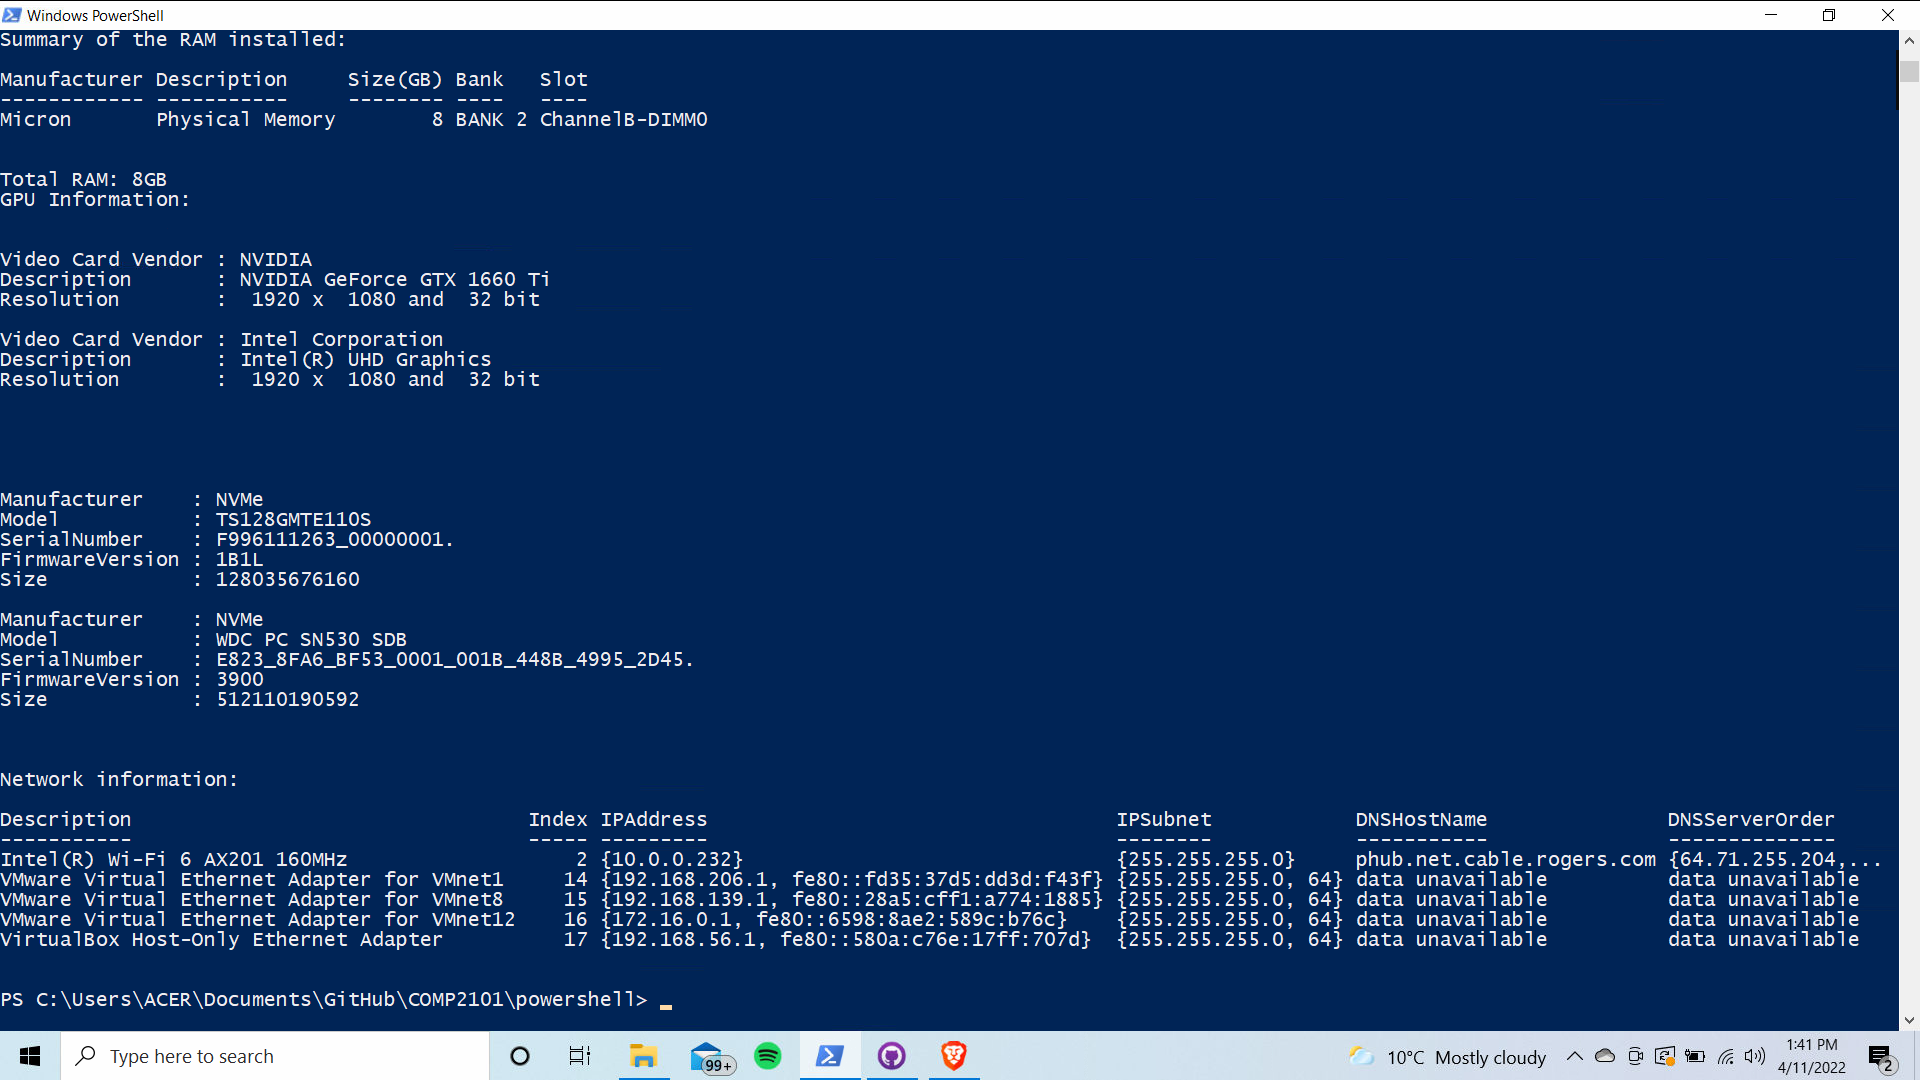 Windows PowerShell
Summary of the RAM installed:
Manufacturer Description     Size(GB) Bank   Slot
------------ -----------     -------- ----   ----
Micron       Physical Memory        8 BANK 2 ChannelB-DIMM0
Total RAM: 8GB
GPU Information:
Video Card Vendor : NVIDIA
Description       : NVIDIA GeForce GTX 1660 Ti
Resolution        :  1920 x  1080 and  32 bit
Video Card Vendor : Intel Corporation
Description       : Intel(R) UHD Graphics
Resolution        :  1920 x  1080 and  32 bit
Manufacturer    : NVMe
Model           : TS128GMTE110S
SerialNumber    : F996111263_00000001.
FirmwareVersion : 1B1L
Size            : 128035676160
Manufacturer    : NVMe
Model           : WDC PC SN530 SDB
SerialNumber    : E823_8FA6_BF53_0001_001B_448B_4995_2D45.
FirmwareVersion : 3900
Size            : 512110190592
Network information:
Description                                 Index IPAddress                                  IPSubnet            DNSHostName               DNSServerOrder
-----------                                 ----- ---------                                  --------            -----------               --------------
Intel(R) Wi-Fi 6 AX201 160MHz                   2 {10.0.0.232}                               {255.255.255.0}     phub.net.cable.rogers.com {64.71.255.204,...
VMware Virtual Ethernet Adapter for VMnet1     14 {192.168.206.1, fe80::fd35:37d5:dd3d:f43f} {255.255.255.0, 64} data unavailable          data unavailable
VMware Virtual Ethernet Adapter for VMnet8     15 {192.168.139.1, fe80::28a5:cff1:a774:1885} {255.255.255.0, 64} data unavailable          data unavailable
VMware Virtual Ethernet Adapter for VMnet12    16 {172.16.0.1, fe80::6598:8ae2:589c:b76c}    {255.255.255.0, 64} data unavailable          data unavailable
VirtualBox Host-Only Ethernet Adapter          17 {192.168.56.1, fe80::580a:c76e:17ff:707d}  {255.255.255.0, 64} data unavailable          data unavailable
PS C:\Users\ACER\Documents\GitHub\COMP2101\powershell> _
Type here to search
99+
10°C Mostly cloudy
1:41 PM
4/11/2022
2